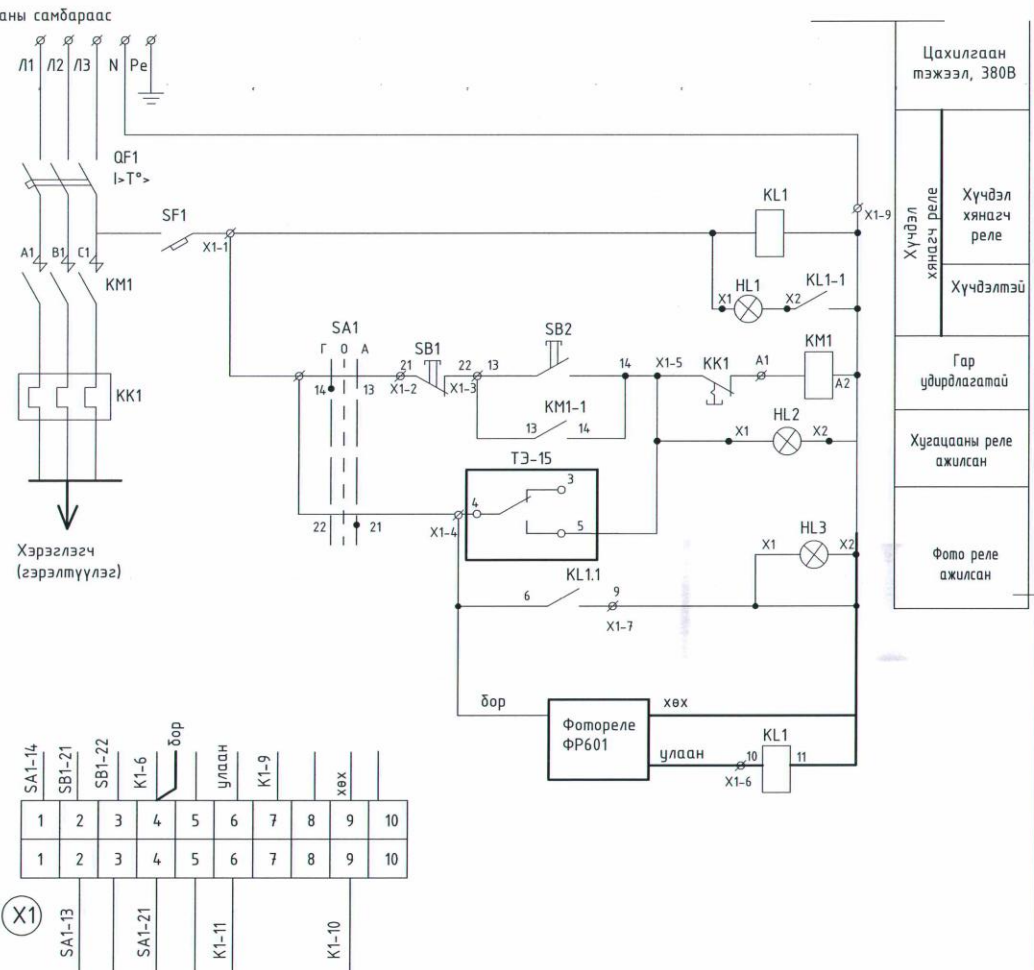 аны самбараас
Л1 Л2 Л3 N Pe
QF1
I>T°>
SF1
X1-1
A1 B1 C1
KM1
KK1
Хэрэглэгч
(гэрэлтүүлэг)
KL1
X1-9
X1 HL1 X2 KL1-1
SA1
Г О А
14 13
22 21
21 SB1 22
X1-2 X1-3
13 SB2 14
KM1-1
13 14
X1-5
KK1
A1 KM1
A2
HL2
X1 X2
ТЭ-15
4 3
5
X1-4
HL3
X1 X2
KL1.1
6 9
X1-7
бор
Фотореле
ФР601
хөх
улаан
X1-6
10 KL1 11
Цахилгаан
тэжээл, 380В
Хүчдэл
хянагч реле
Хүчдэл
хянагч
реле
Хүчдэлтэй
Гар
удирдлагатай
Хугацааны реле
ажилсан
Фото реле
ажилсан
SA1-14 SB1-21 SB1-22 K1-6 бор улаан K1-9 хөх
1 2 3 4 5 6 7 8 9 10
1 2 3 4 5 6 7 8 9 10
X1
SA1-13 SA1-21 K1-11 K1-10